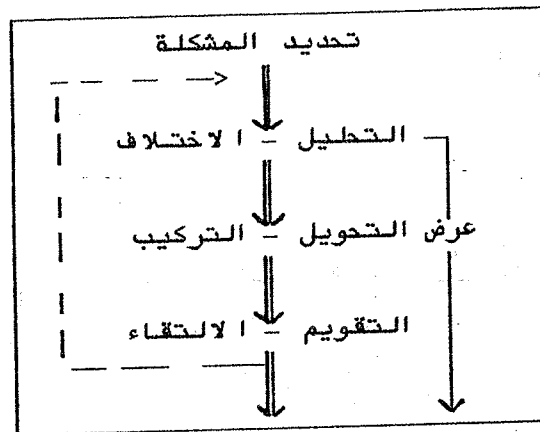 تحديد المشكلة
التحليل – الاختلاف
عرض التحويل – التركيب
التقويم – الالتقاء